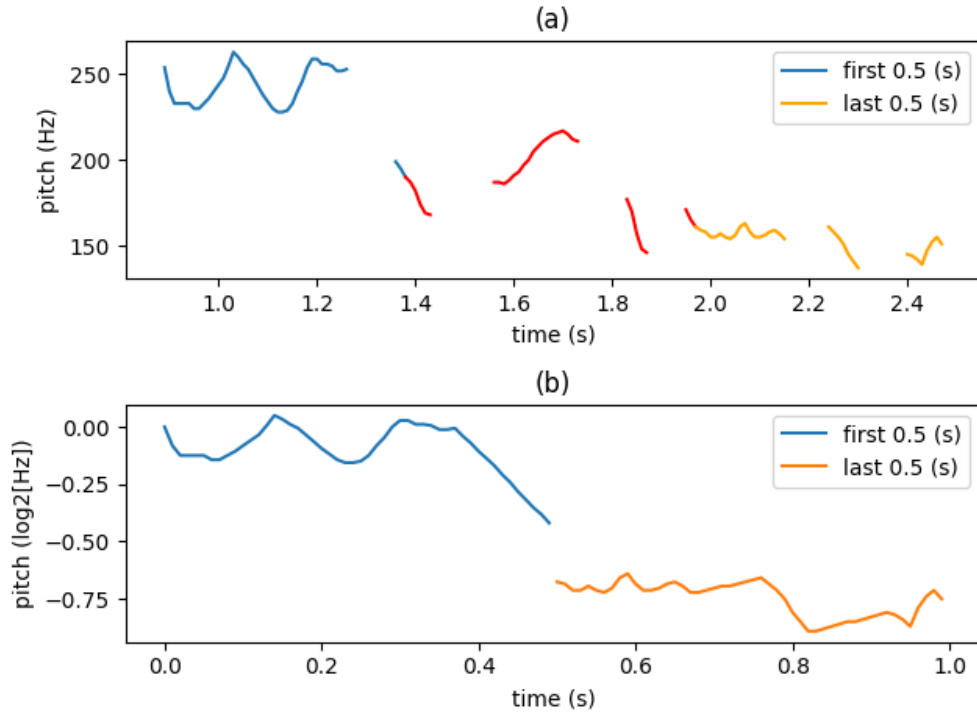 (a)
250
200
150
pitch (Hz)
first 0.5 (s)
last 0.5 (s)
1.0 1.2 1.4 1.6 1.8 2.0 2.2 2.4
time (s)
(b)
0.00
−0.25
−0.50
−0.75
pitch (log2[Hz])
first 0.5 (s)
last 0.5 (s)
0.0 0.2 0.4 0.6 0.8 1.0
time (s)